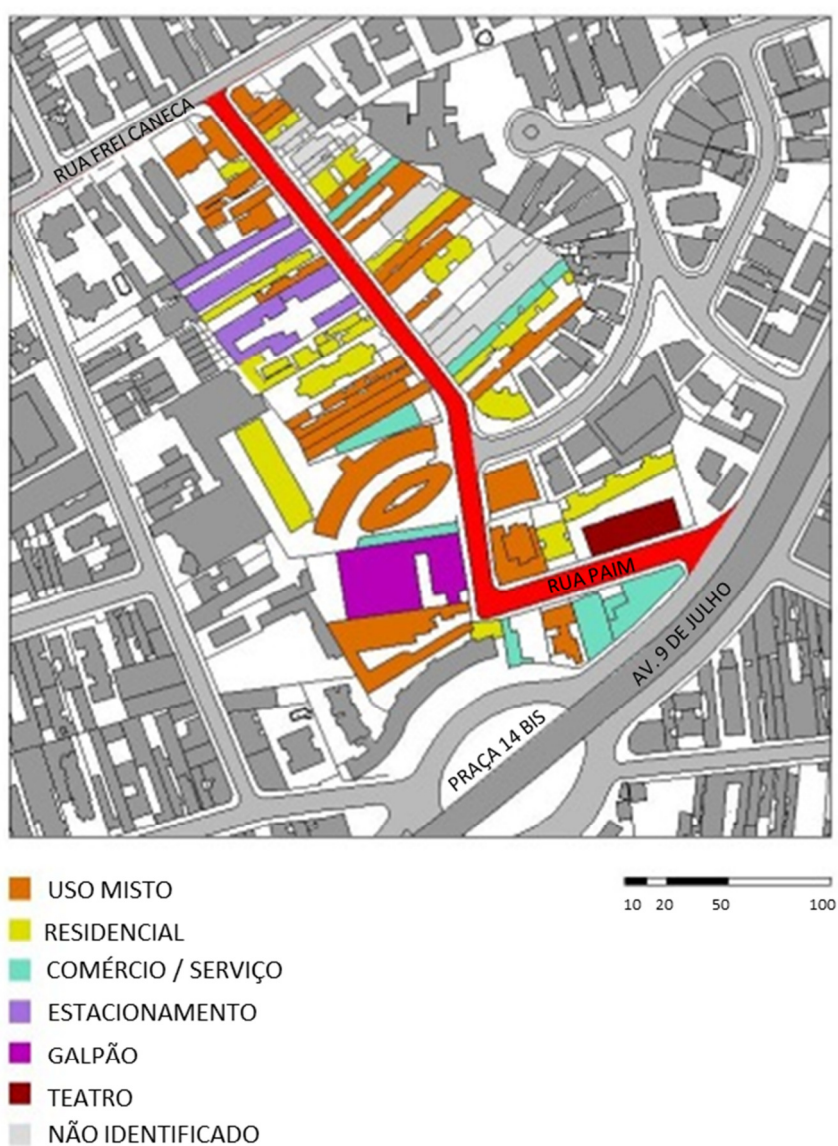 RUA FREI CANECA
RUA PAIM
AV. 9 DE JULHO
PRAÇA 14 BIS
USO MISTO
RESIDENCIAL
COMÉRCIO / SERVIÇO
ESTACIONAMENTO
GALPÃO
TEATRO
NÃO IDENTIFICADO
10 20 50 100